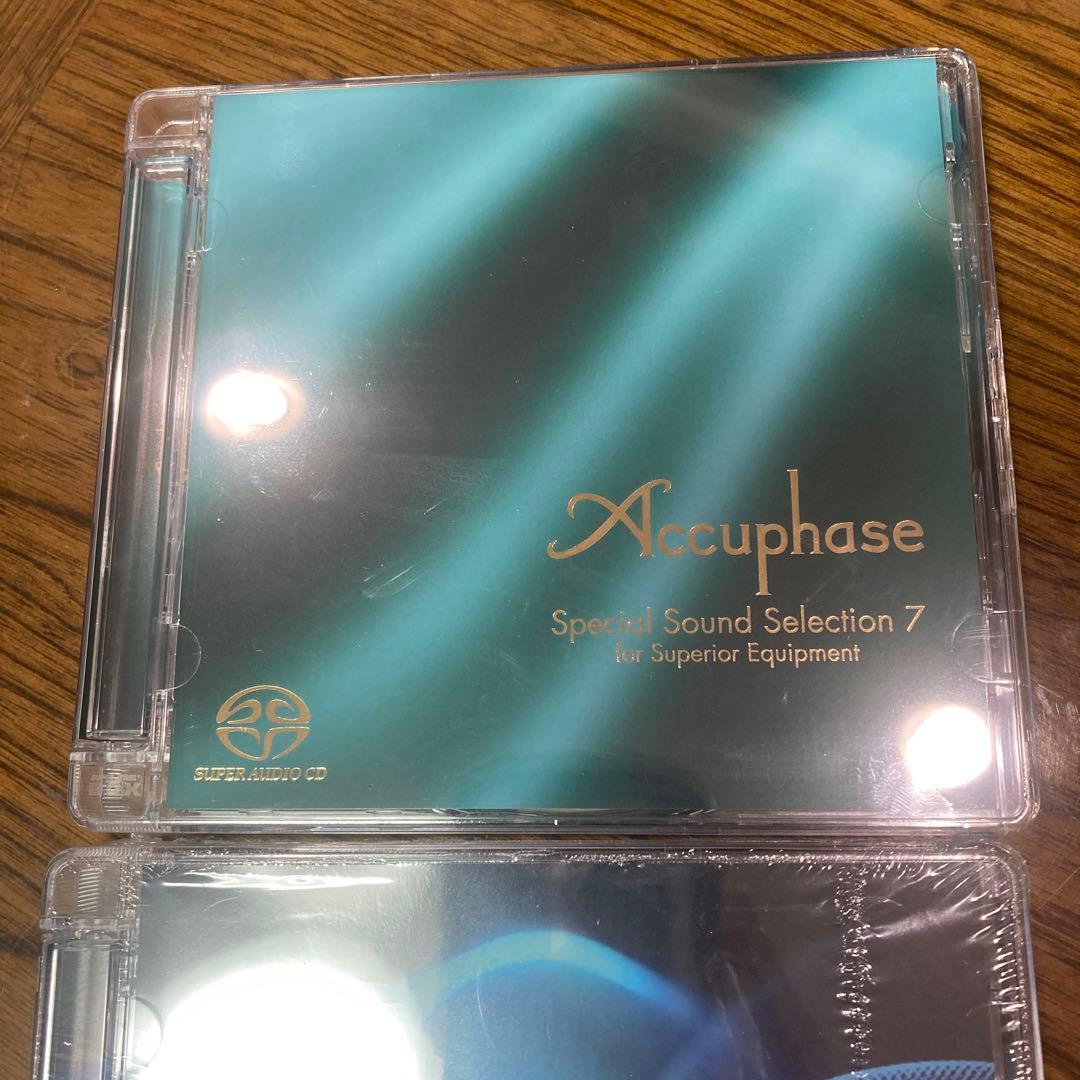 Accuphase
Special Sound Selection 7
for Superior Equipment
SUPER AUDIO CD